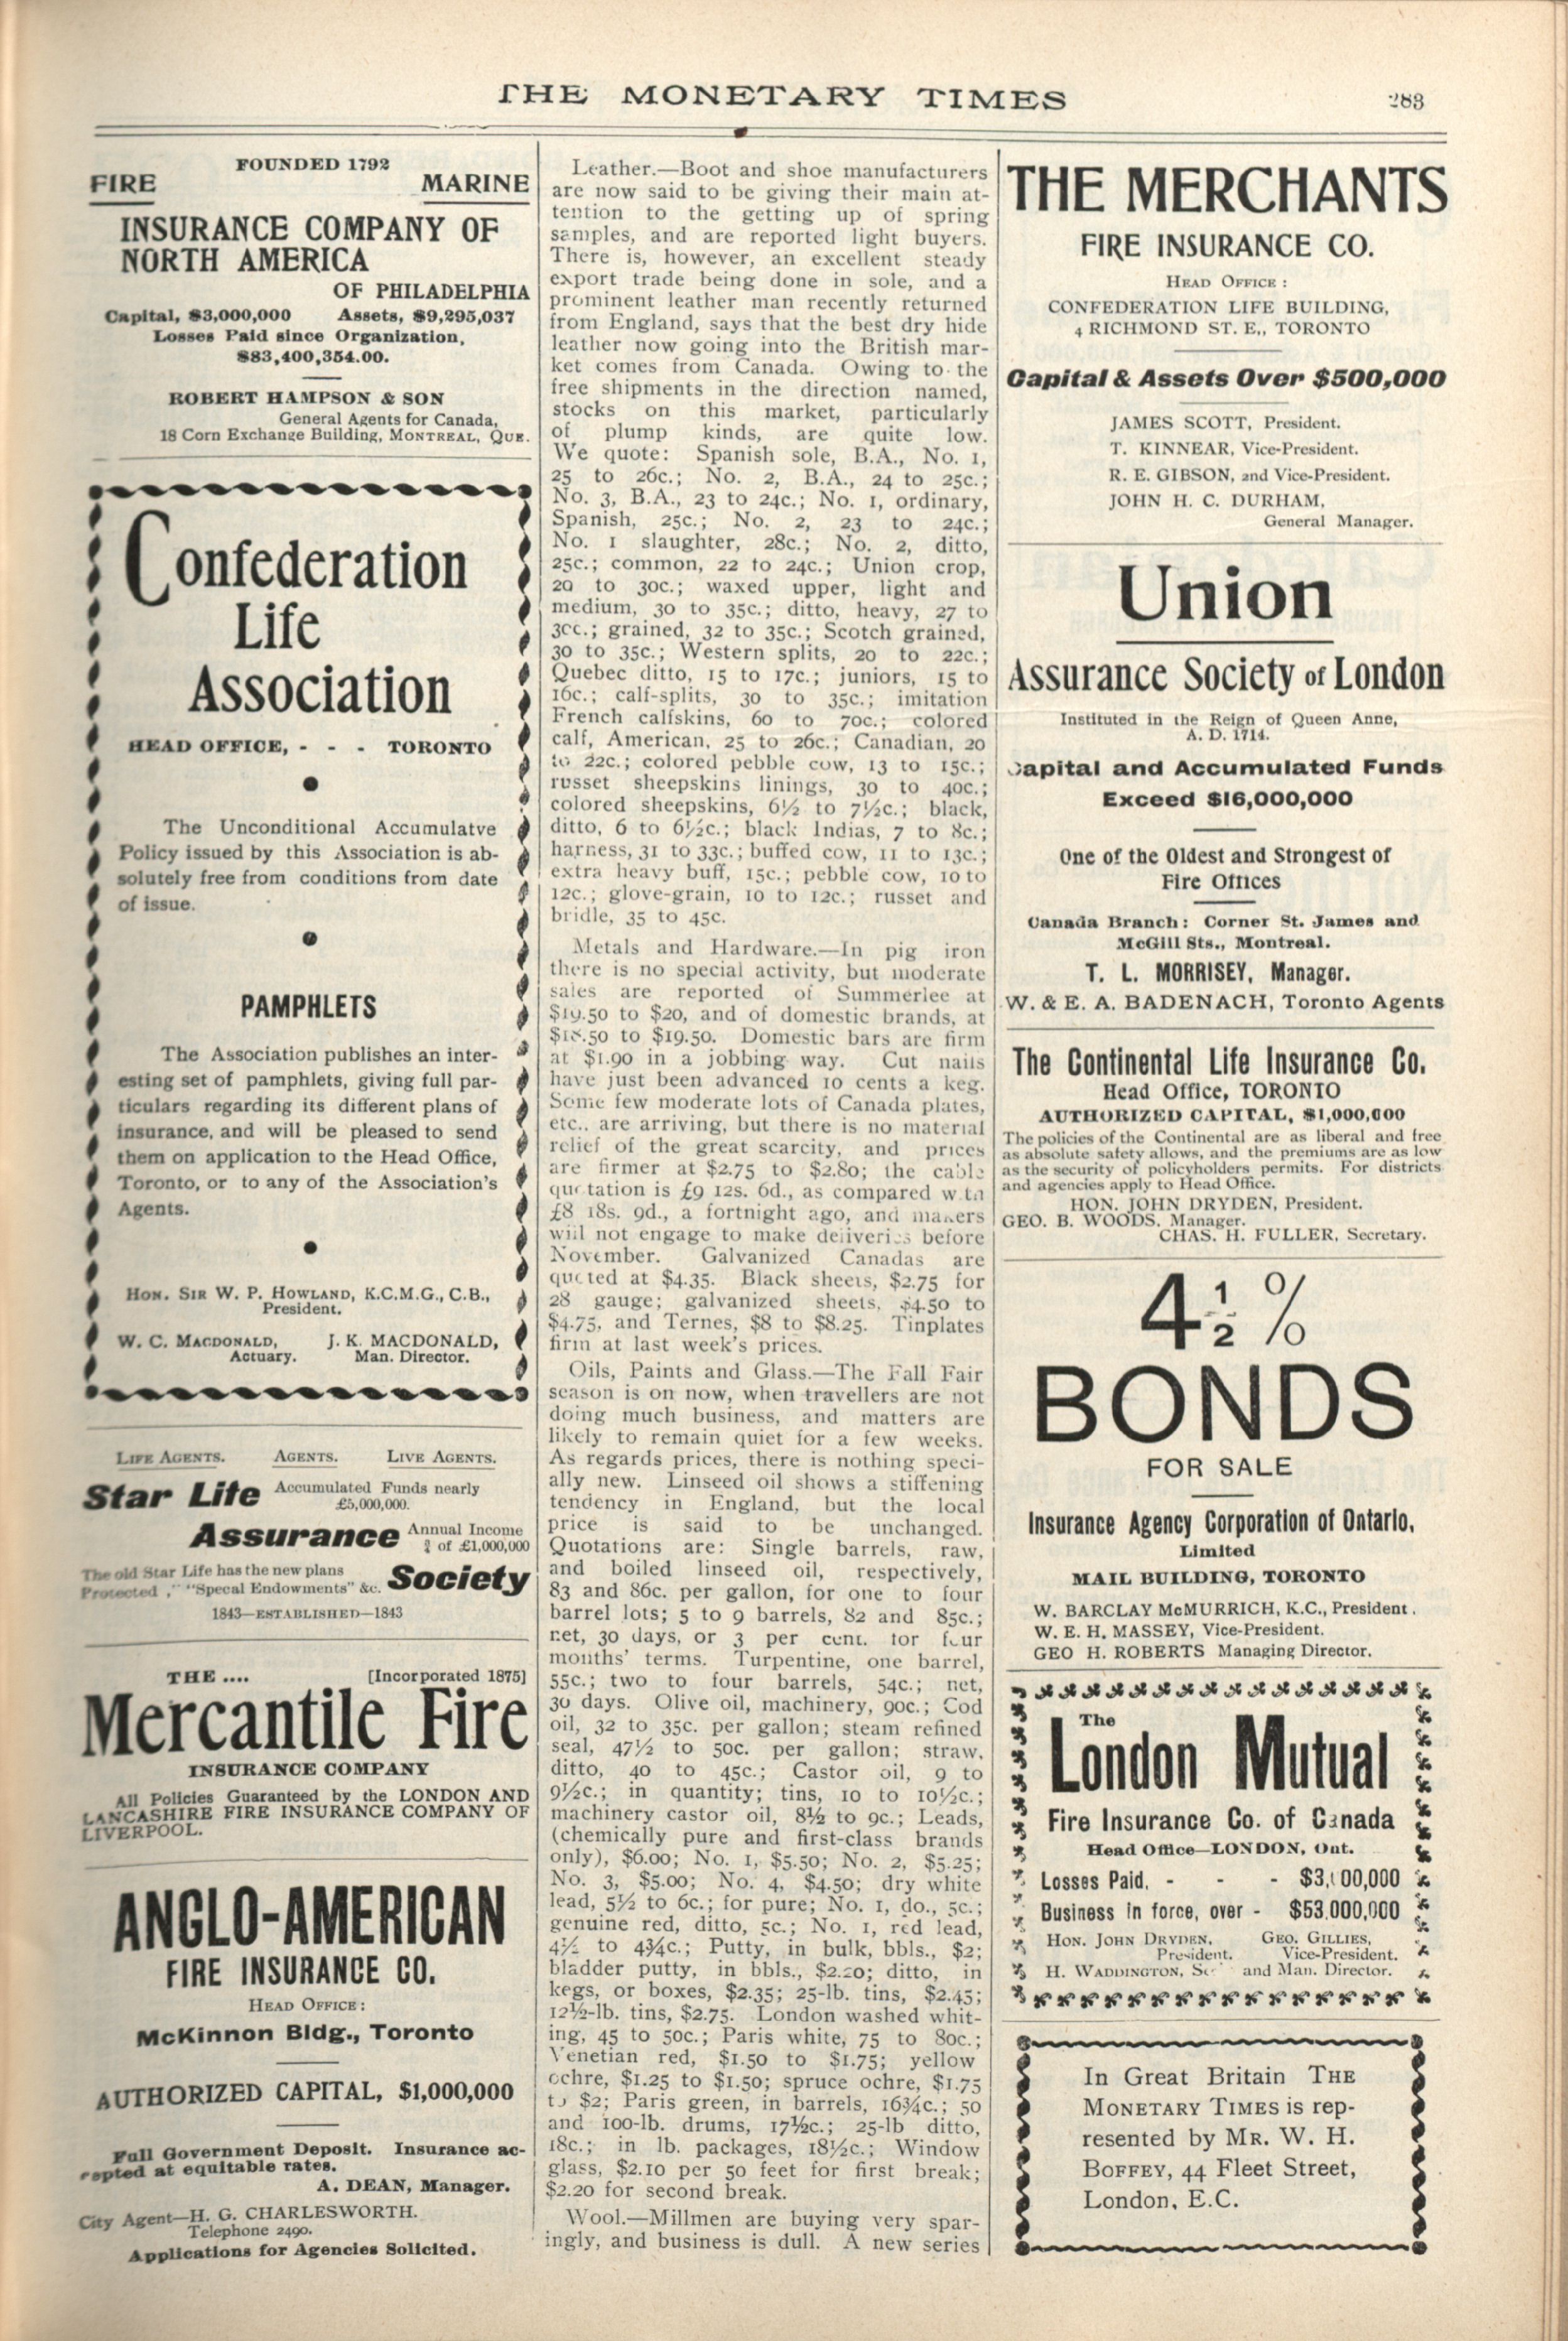 THE MONETARY TIMES
283
FOUNDED 1792
FIRE
MARINE
INSURANCE COMPANY OF
NORTH AMERICA
OF PHILADELPHIA
Capital, $3,000,000 Assets, $9,295,037
Losses Paid since Organization,
$83,400,354.00.
ROBERT HAMPSON & SON
General Agents for Canada,
18 Corn Exchange Building, MONTREAL, QUE.
Confederation
Life
Association
HEAD OFFICE, - - - TORONTO
The Unconditional Accumulatve
Policy issued by this Association is ab-
solutely free from conditions from date
of issue.
PAMPHLETS
The Association publishes an inter-
esting set of pamphlets, giving full par-
ticulars regarding its different plans of
insurance, and will be pleased to send
them on application to the Head Office,
Toronto, or to any of the Association's
Agents.
HON. SIR W. P. HOWLAND, K.C.M.G., C.B.,
President.
W. C. MACDONALD, J. K. MACDONALD,
Actuary. Man. Director.
LIFE AGENTS. AGENTS. LIVE AGENTS.
Star Life Accumulated Funds nearly
£5,000,000.
Assurance Annual Income
of £1,000,000
The old Star Life has the new plans
Protected ," "Specal Endowments" &c. Society
1843—ESTABLISHED—1843
THE .... [Incorporated 1875]
Mercantile Fire
INSURANCE COMPANY
All Policies Guaranteed by the LONDON AND
LANCASHIRE FIRE INSURANCE COMPANY OF
LIVERPOOL.
ANGLO-AMERICAN
FIRE INSURANCE CO.
HEAD OFFICE:
McKinnon Bldg., Toronto
AUTHORIZED CAPITAL, $1,000,000
Full Government Deposit. Insurance ac-
cepted at equitable rates.
A. DEAN, Manager.
City Agent—H. G. CHARLESWORTH.
Telephone 2490.
Applications for Agencies Solicited.
Leather.—Boot and shoe manufacturers
are now said to be giving their main at-
tention to the getting up of spring
samples, and are reported light buyers.
There is, however, an excellent steady
export trade being done in sole, and a
prominent leather man recently returned
from England, says that the best dry hide
leather now going into the British mar-
ket comes from Canada. Owing to the
free shipments in the direction named,
stocks on this market, particularly
of plump kinds, are quite low.
We quote: Spanish sole, B.A., No. 1,
25 to 26c.; No. 2, B.A., 24 to 25c.;
No. 3, B.A., 23 to 24c.; No. 1, ordinary,
Spanish, 25c.; No. 2, 23 to 24c.;
No. 1 slaughter, 28c.; No. 2, ditto,
25c.; common, 22 to 24c.; Union crop,
20 to 30c.; waxed upper, light and
medium, 30 to 35c.; ditto, heavy, 27 to
30c.; grained, 32 to 35c.; Scotch grained,
30 to 35c.; Western splits, 20 to 22c.;
Quebec ditto, 15 to 17c.; juniors, 15 to
16c.; calf-splits, 30 to 35c.; imitation
French calfskins, 60 to 70c.; colored
calf, American, 25 to 26c.; Canadian, 20
to 22c.; colored pebble cow, 13 to 15c.;
russet sheepskins linings, 30 to 40c.;
colored sheepskins, 6½ to 7½c.; black,
ditto, 6 to 6½c.; black Indias, 7 to 8c.;
harness, 31 to 33c.; buffed cow, 11 to 13c.;
extra heavy buff, 15c.; pebble cow, 10 to
12c.; glove-grain, 10 to 12c.; russet and
bridle, 35 to 45c.
Metals and Hardware.—In pig iron
there is no special activity, but moderate
sales are reported of Summerlee at
$19.50 to $20, and of domestic brands, at
$18.50 to $19.50. Domestic bars are firm
at $1.90 in a jobbing way. Cut nails
have just been advanced 10 cents a keg.
Some few moderate lots of Canada plates,
etc.. are arriving, but there is no material
relief of the great scarcity, and prices
are firmer at $2.75 to $2.80; the cable
quotation is £9 12s. 6d., as compared with
£8 18s. 9d., a fortnight ago, and makers
will not engage to make deliveries before
November. Galvanized Canadas are
quoted at $4.35. Black sheets, $2.75 for
28 gauge; galvanized sheets, $4.50 to
$4.75, and Ternes, $8 to $8.25. Tinplates
firm at last week's prices.
Oils, Paints and Glass.—The Fall Fair
season is on now, when travellers are not
doing much business, and matters are
likely to remain quiet for a few weeks.
As regards prices, there is nothing speci-
ally new. Linseed oil shows a stiffening
tendency in England, but the local
price is said to be unchanged.
Quotations are: Single barrels, raw,
and boiled linseed oil, respectively,
83 and 86c. per gallon, for one to four
barrel lots; 5 to 9 barrels, 82 and 85c.;
net, 30 days, or 3 per cent. for four
months' terms. Turpentine, one barrel,
55c.; two to four barrels, 54c.; net,
30 days. Olive oil, machinery, 90c.; Cod
oil, 32 to 35c. per gallon; steam refined
seal, 47½ to 50c. per gallon; straw,
ditto, 40 to 45c.; Castor oil, 9 to
9½c.; in quantity; tins, 10 to 10½c.;
machinery castor oil, 8½ to 9c.; Leads,
(chemically pure and first-class brands
only), $6.00; No. 1, $5.50; No. 2, $5.25;
No. 3, $5.00; No. 4, $4.50; dry white
lead, 5½ to 6c.; for pure; No. 1, do., 5c.;
genuine red, ditto, 5c.; No. 1, red lead,
4½ to 4¾c.; Putty, in bulk, bbls., $2;
bladder putty, in bbls., $2.20; ditto, in
kegs, or boxes, $2.35; 25-lb. tins, $2.45;
12½-lb. tins, $2.75. London washed whit-
ing, 45 to 50c.; Paris white, 75 to 80c.;
Venetian red, $1.50 to $1.75; yellow
ochre, $1.25 to $1.50; spruce ochre, $1.75
to $2; Paris green, in barrels, 16¾c.; 50
and 100-lb. drums, 17½c.; 25-lb ditto,
18c.; in lb. packages, 18½c.; Window
glass, $2.10 per 50 feet for first break;
$2.20 for second break.
Wool.—Millmen are buying very spar-
ingly, and business is dull. A new series
THE MERCHANTS
FIRE INSURANCE CO.
HEAD OFFICE :
CONFEDERATION LIFE BUILDING,
4 RICHMOND ST. E., TORONTO
Capital & Assets Over $500,000
JAMES SCOTT, President.
T. KINNEAR, Vice-President.
R. E. GIBSON, 2nd Vice-President.
JOHN H. C. DURHAM,
General Manager.
Union
Assurance Society of London
Instituted in the Reign of Queen Anne,
A. D. 1714.
Capital and Accumulated Funds
Exceed $16,000,000
One of the Oldest and Strongest of
Fire Offices
Canada Branch: Corner St. James and
McGill Sts., Montreal.
T. L. MORRISEY, Manager.
W. & E. A. BADENACH, Toronto Agents
The Continental Life Insurance Co.
Head Office, TORONTO
AUTHORIZED CAPITAL, $1,000,000
The policies of the Continental are as liberal and free
as absolute safety allows, and the premiums are as low
as the security of policyholders permits. For districts
and agencies apply to Head Office.
HON. JOHN DRYDEN, President.
GEO. B. WOODS, Manager.
CHAS. H. FULLER, Secretary.
4½ %
BONDS
FOR SALE
Insurance Agency Corporation of Ontario,
Limited
MAIL BUILDING, TORONTO
W. BARCLAY McMURRICH, K.C., President.
W. E. H. MASSEY, Vice-President.
GEO H. ROBERTS Managing Director.
The
London Mutual
Fire Insurance Co. of Canada
Head Office—LONDON, Ont.
Losses Paid, - - -
Business in force, over - $53,000,000
HON. JOHN DRYDEN, GEO. GILLIES,
President. Vice-President.
H. WADDINGTON, and Man. Director.
In Great Britain THE
MONETARY TIMES is rep-
resented by MR. W. H.
BOFFEY, 44 Fleet Street,
London, E.C.